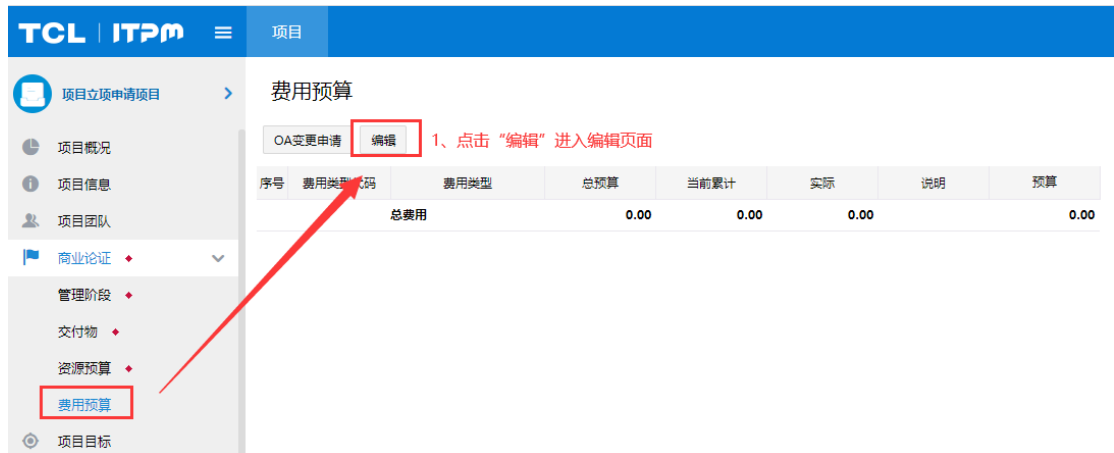 TCL ITPM 项目
项目立项申请项目
费用预算
OA变更申请 编辑 1、点击“编辑”进入编辑页面
项目概况
项目信息
项目团队
商业论证
管理阶段
交付物
资源预算
费用预算
项目目标
序号 费用类型代码 费用类型 总预算 当前累计 实际 说明 预算
总费用 0.00 0.00 0.00 0.00